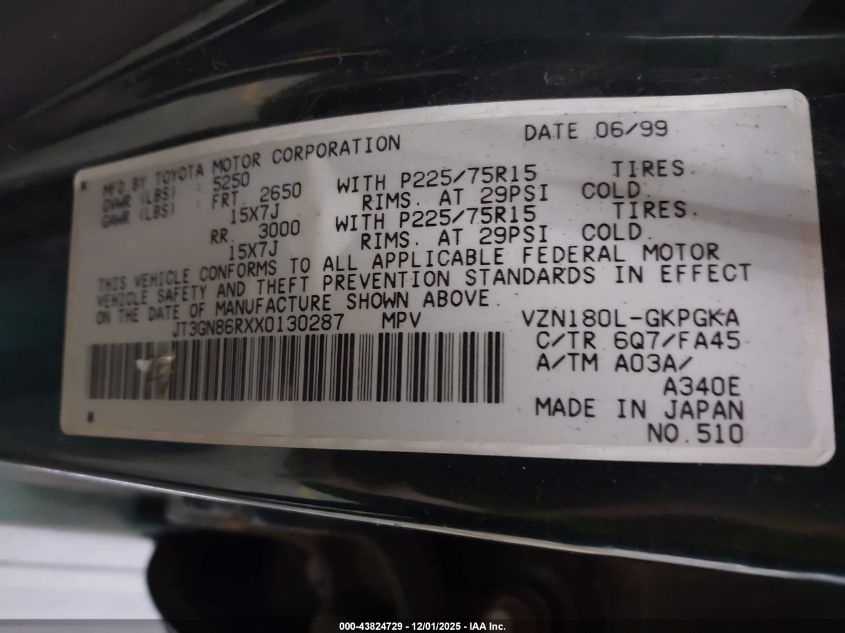 MFD.BY TOYOTA MOTOR CORPORATION DATE 06/99
GVWR (LBS) : 5250
GAWR (LBS) : FRT. 2650 WITH P225/75R15 TIRES.
15X7J RIMS. AT 29PSI COLD.
RR. 3000 WITH P225/75R15 TIRES.
15X7J RIMS. AT 29PSI COLD.
THIS VEHICLE CONFORMS TO ALL APPLICABLE FEDERAL MOTOR
VEHICLE SAFETY AND THEFT PREVENTION STANDARDS IN EFFECT
ON THE DATE OF MANUFACTURE SHOWN ABOVE.
JT3GN86RXX0130287 MPV VZN180L-GKPGKA
C/TR 6Q7/FA45
A/TM A03A/
A340E
MADE IN JAPAN
NO.510
000-43824729 - 12/01/2025 - IAA Inc.